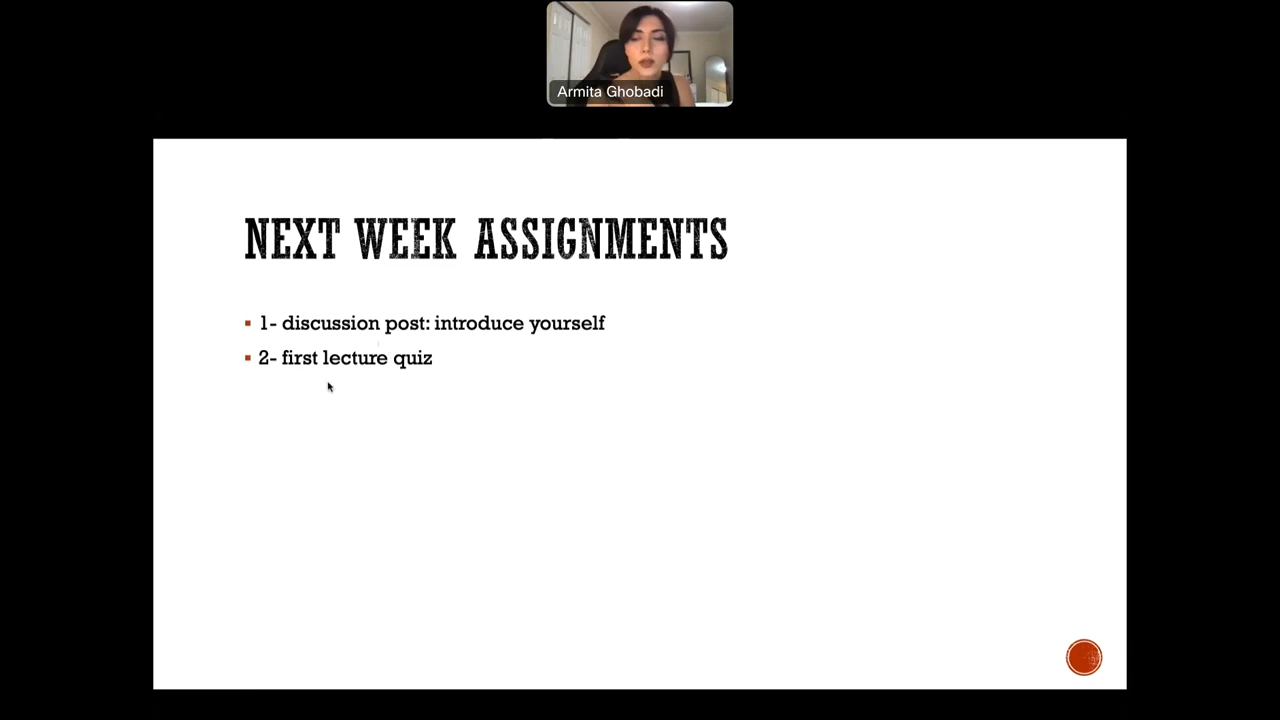 Armita Ghobadi
NEXT WEEK ASSIGNMENTS
1- discussion post: introduce yourself
2- first lecture quiz